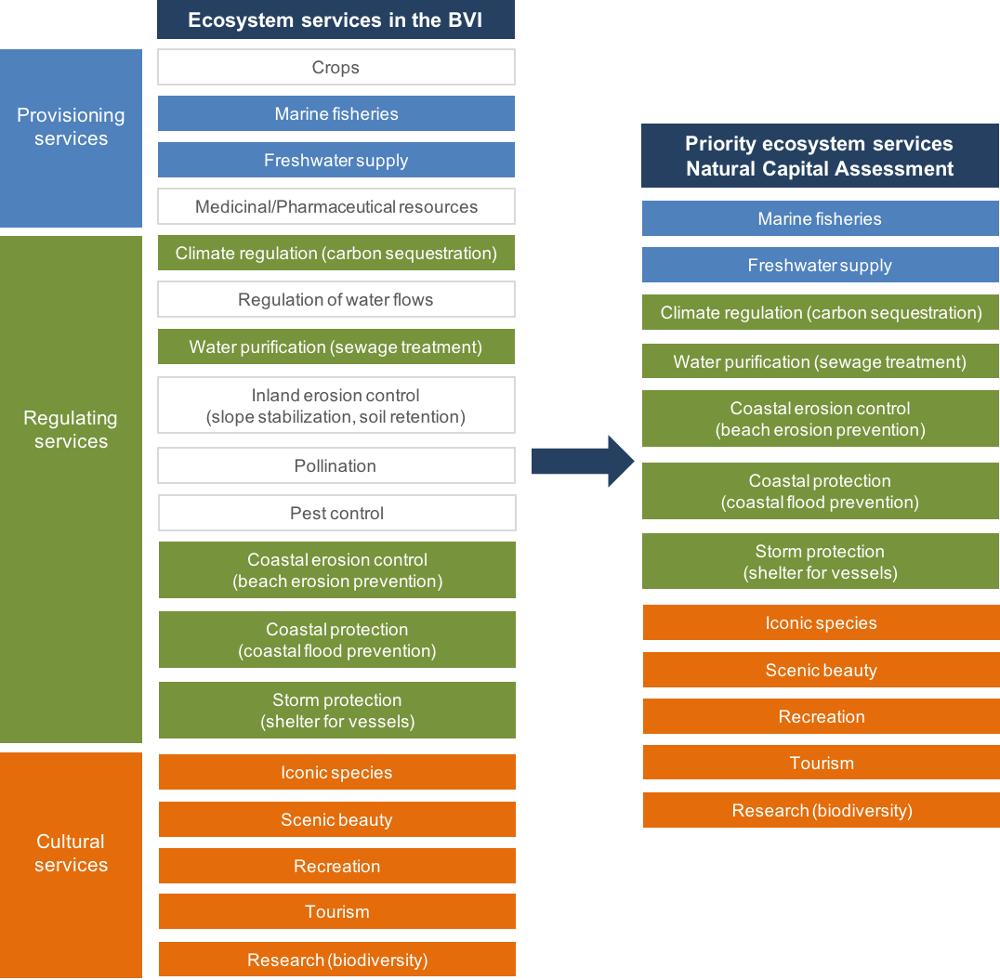 Ecosystem services in the BVI
Provisioning
services
Crops
Marine fisheries
Freshwater supply
Medicinal/Pharmaceutical resources
Regulating
services
Climate regulation (carbon sequestration)
Regulation of water flows
Water purification (sewage treatment)
Inland erosion control
(slope stabilization, soil retention)
Pollination
Pest control
Coastal erosion control
(beach erosion prevention)
Coastal protection
(coastal flood prevention)
Storm protection
(shelter for vessels)
Cultural
services
Iconic species
Scenic beauty
Recreation
Tourism
Research (biodiversity)
Priority ecosystem services
Natural Capital Assessment
Marine fisheries
Freshwater supply
Climate regulation (carbon sequestration)
Water purification (sewage treatment)
Coastal erosion control
(beach erosion prevention)
Coastal protection
(coastal flood prevention)
Storm protection
(shelter for vessels)
Iconic species
Scenic beauty
Recreation
Tourism
Research (biodiversity)